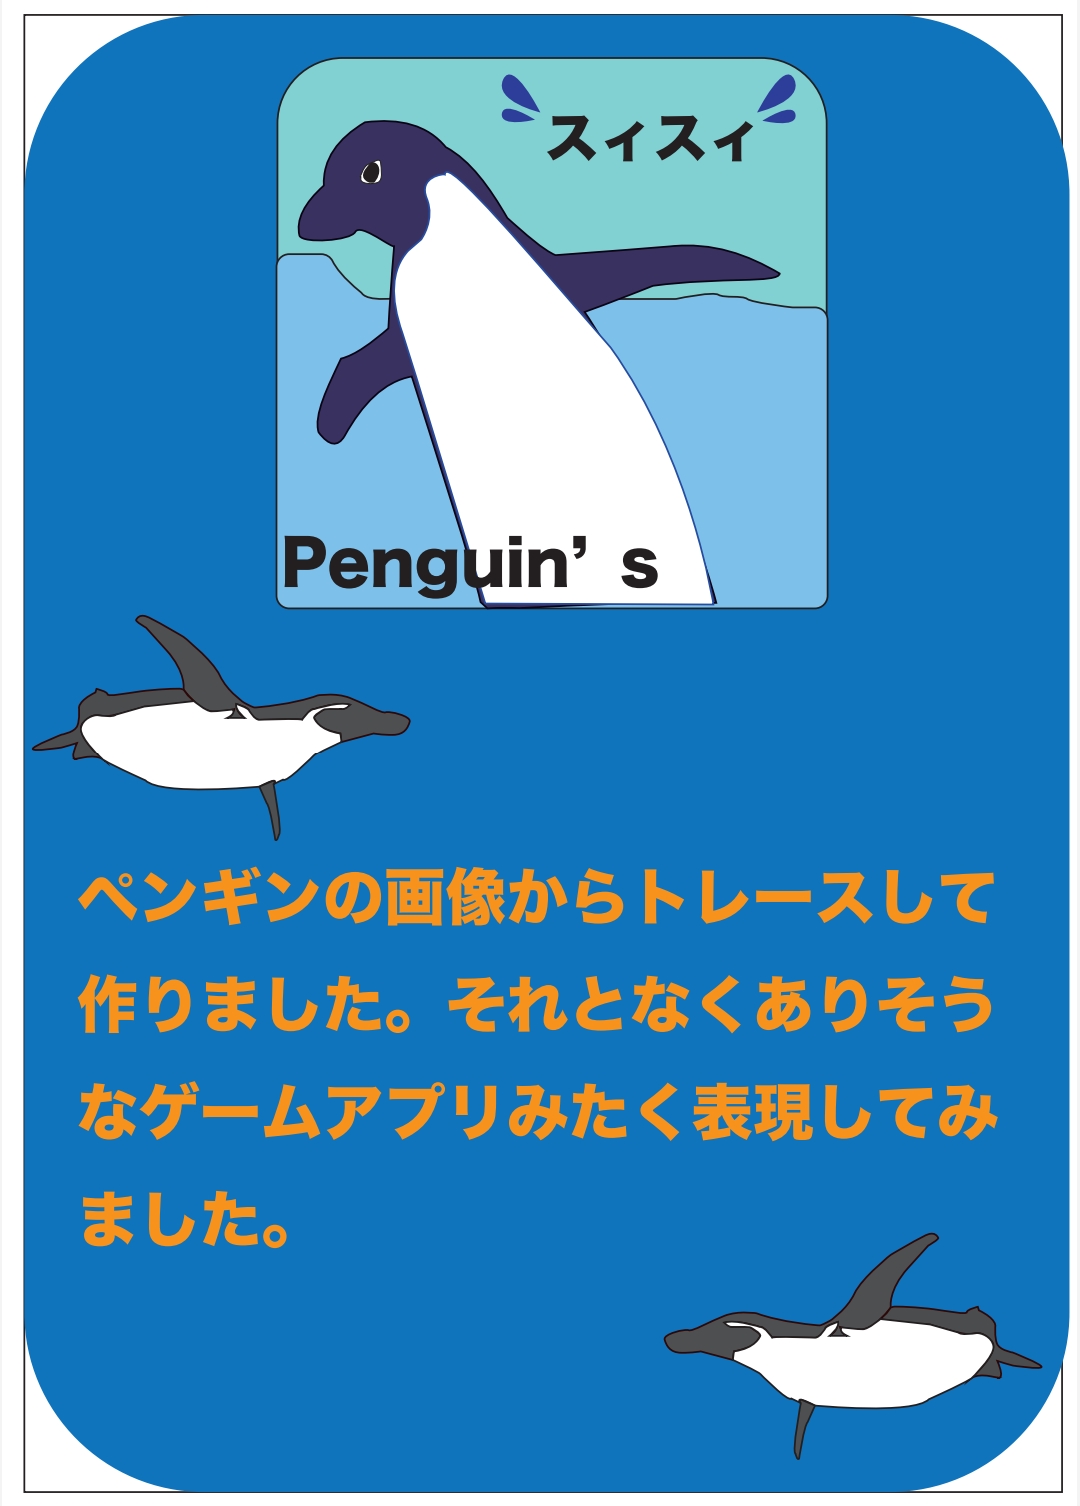 スィスィ
Penguin’s
ペンギンの画像からトレースして
作りました。それとなくありそう
なゲームアプリみたく表現してみ
ました。